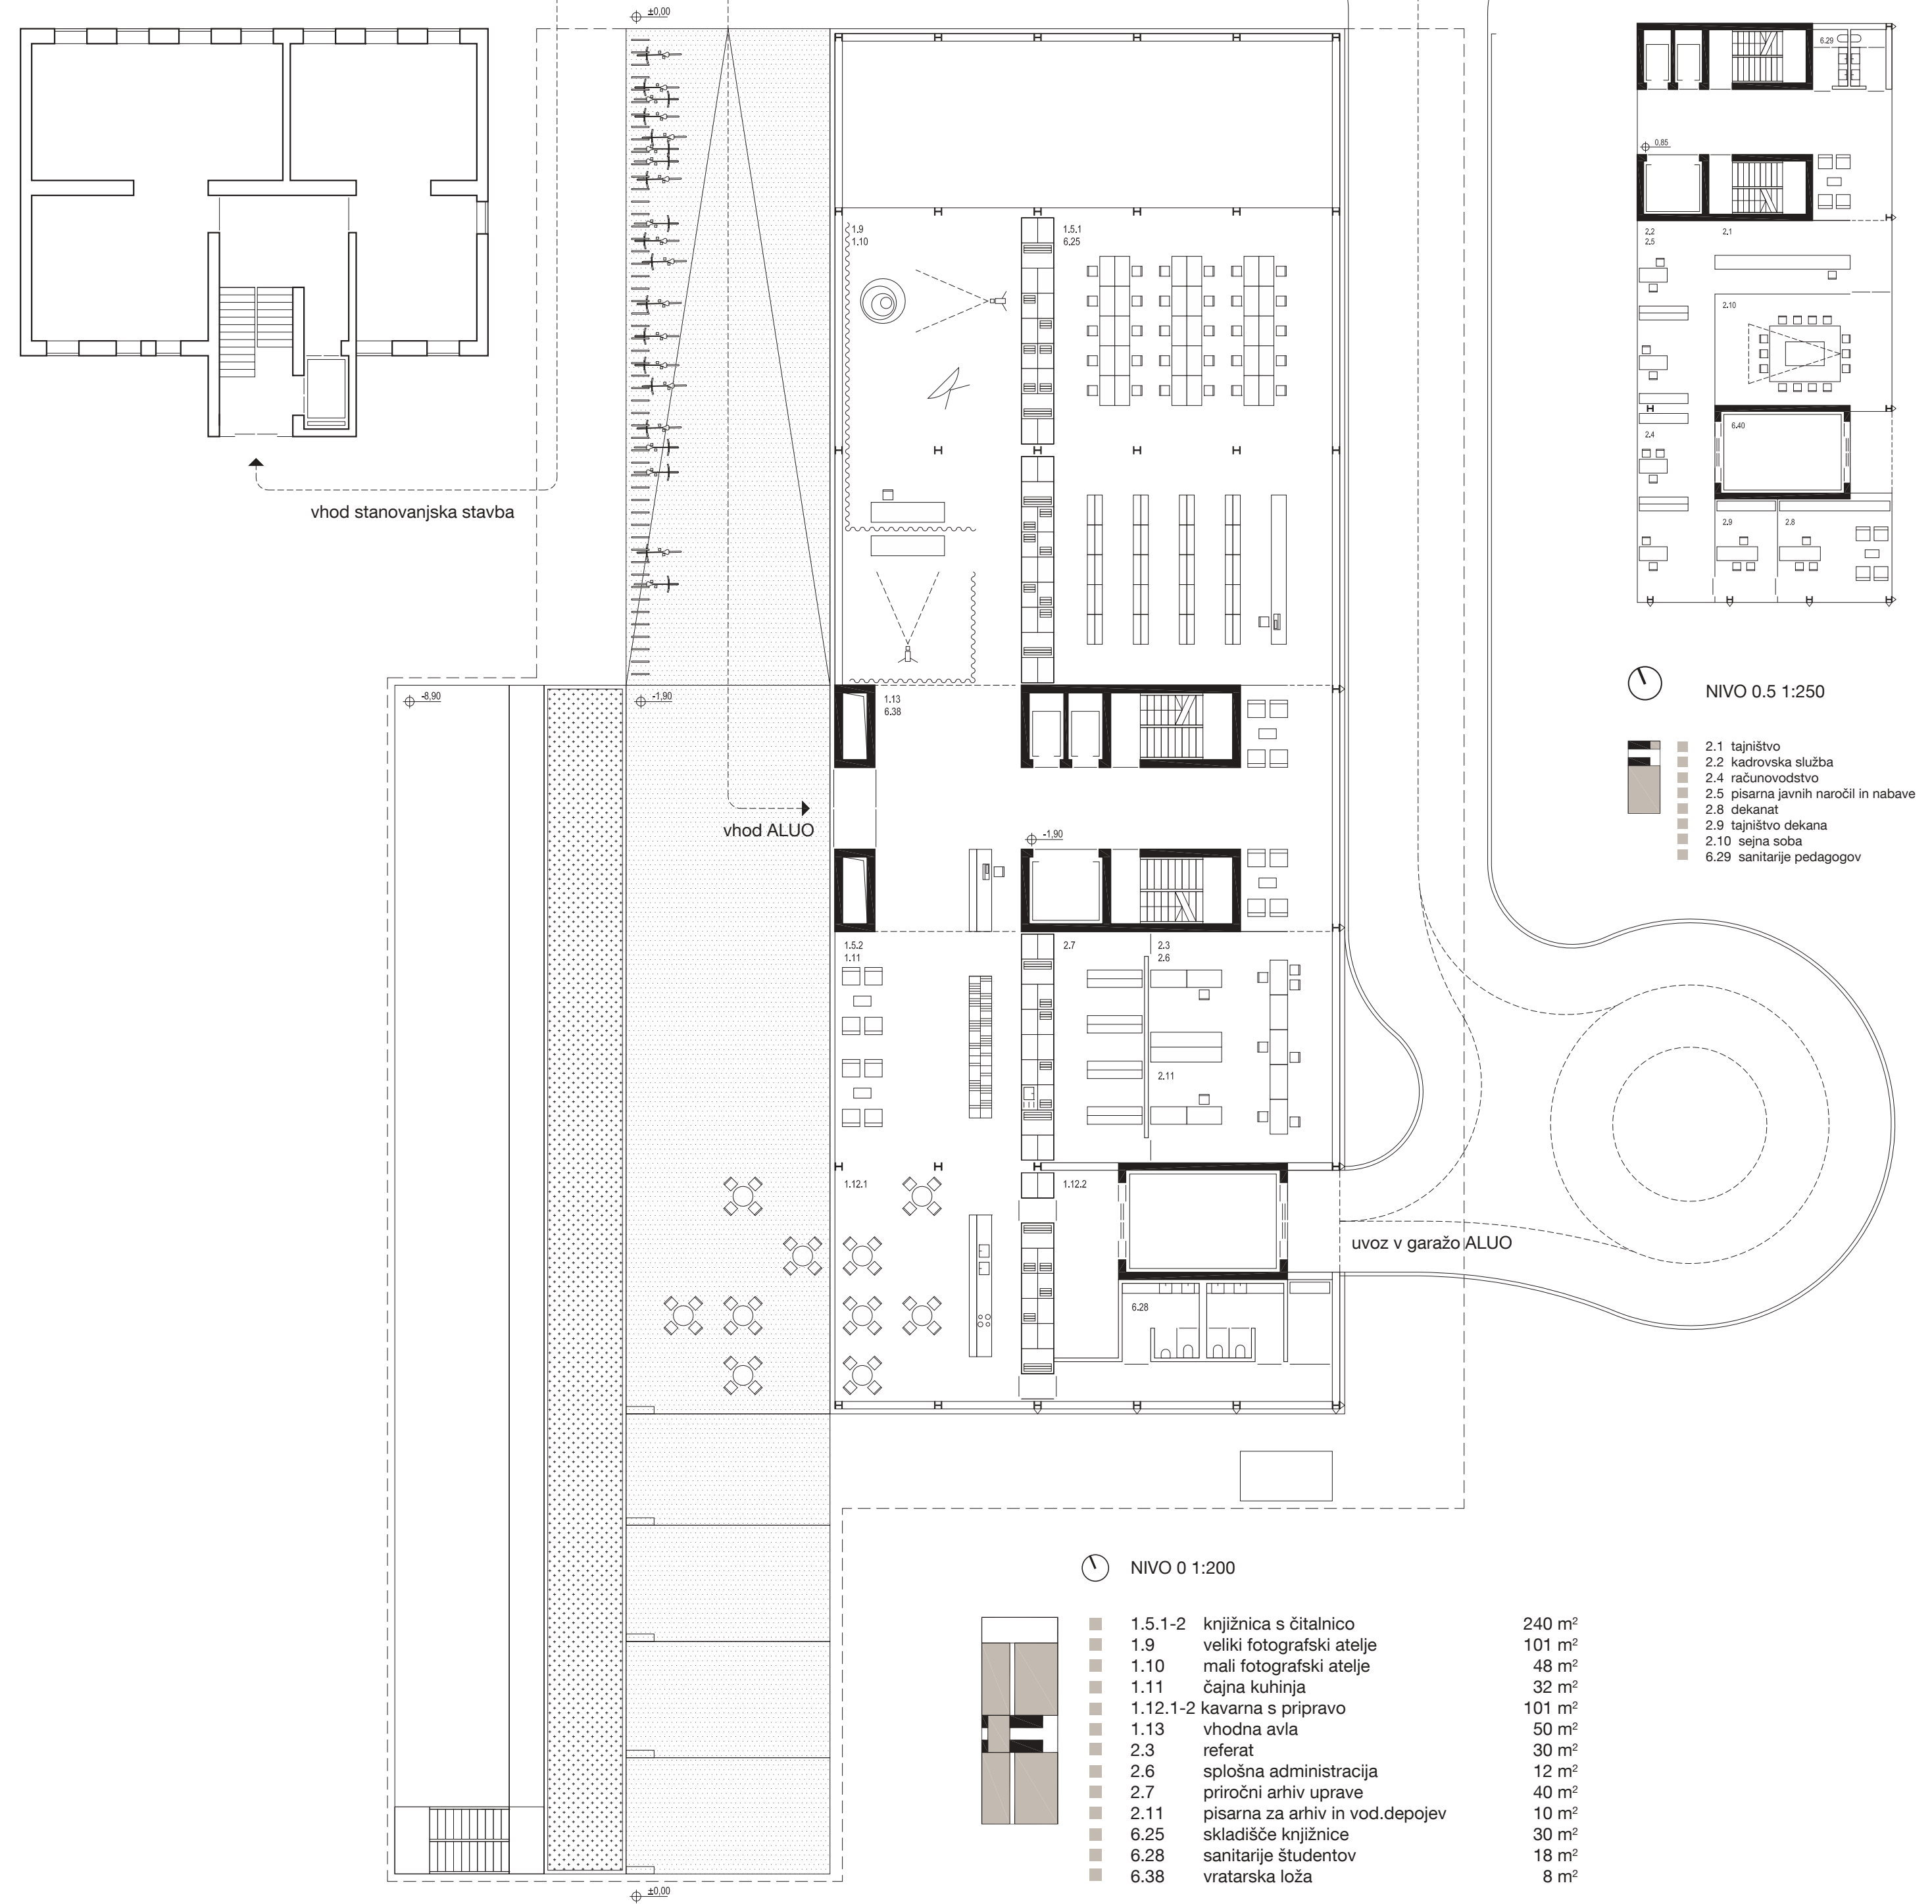 ±0,00
6.29
0,85
1.9
1.10
1.5.1
6.25
2.2
2.5
2.1
2.10
6.40
2.4
2.9
2.8
vhod stanovanjska stavba
NIVO 0.5 1:250
2.1 tajništvo
2.2 kadrovska služba
2.4 računovodstvo
2.5 pisarna javnih naročil in nabave
2.8 dekanat
2.9 tajništvo dekana
2.10 sejna soba
6.29 sanitarije pedagogov
-8,90
-1,90
1.13
6.38
vhod ALUO
-1,90
1.5.2
1.11
2.7
2.3
2.6
2.11
1.12.1
1.12.2
uvoz v garažo ALUO
6.28
NIVO 0 1:200
1.5.1-2 knjižnica s čitalnico 240 m²
1.9 veliki fotografski atelje 101 m²
1.10 mali fotografski atelje 48 m²
1.11 čajna kuhinja 32 m²
1.12.1-2 kavarna s pripravo 101 m²
1.13 vhodna avla 50 m²
2.3 referat 30 m²
2.6 splošna administracija 12 m²
2.7 priročni arhiv uprave 40 m²
2.11 pisarna za arhiv in vod.depojev 10 m²
6.25 skladišče knjižnice 30 m²
6.28 sanitarije študentov 18 m²
6.38 vratarska loža 8 m²
±0,00